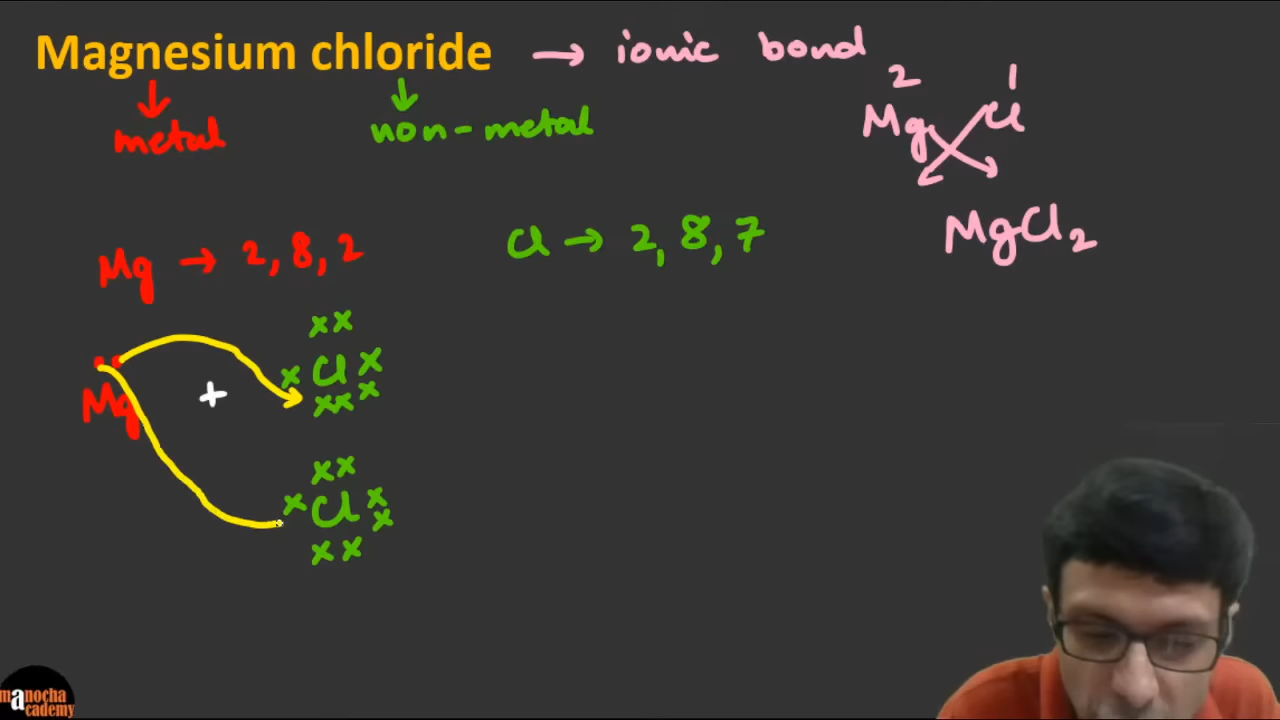 Magnesium chloride → ionic bond
metal
non-metal
2 1
Mg Cl
MgCl₂
Mg → 2, 8, 2
Cl → 2, 8, 7
xx
x Cl x
x
xx
Mg +
xx
x Cl x
x
xx
manocha
academy